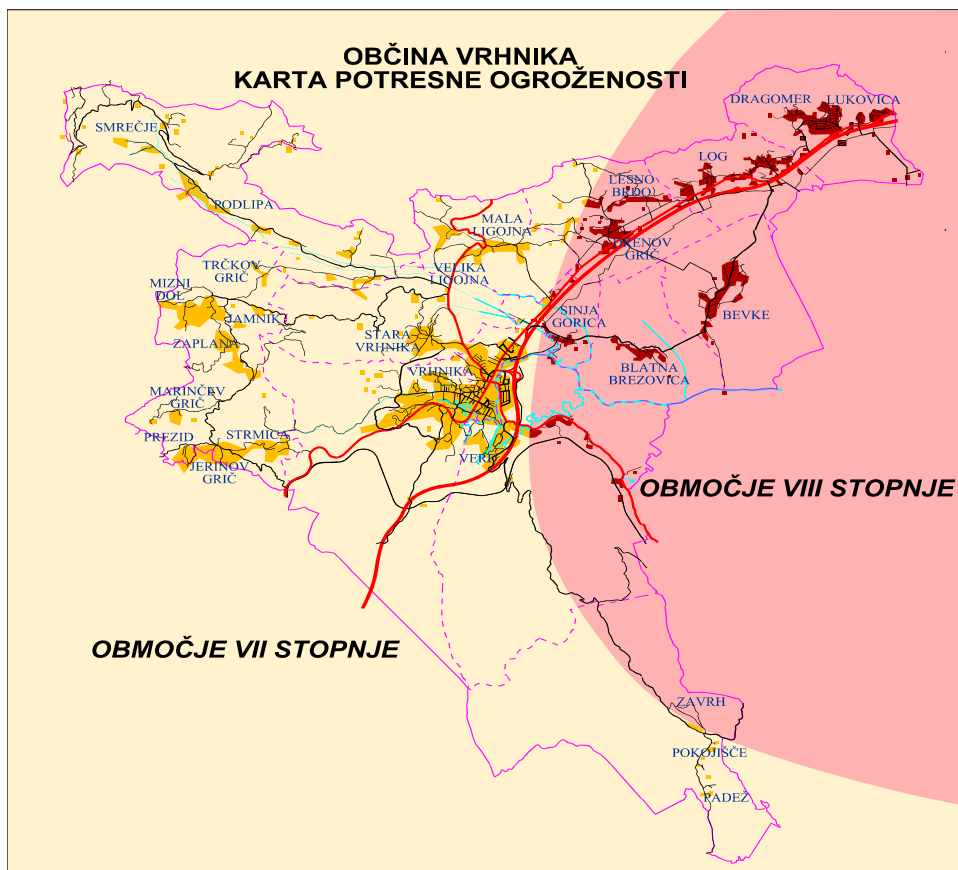 OBČINA VRHNIKA
KARTA POTRESNE OGROŽENOSTI
DRAGOMER
LUKOVICA
SMREČJE
LOG
LESNO
BRDO
PODLIPA
MALA
LIGOJNA
DRENOV
GRIČ
TRČKOV
GRIČ
VELIKA
LIGOJNA
MIZNI
DOL
JAMNIK
SINJA
GORICA
BEVKE
ZAPLANA
STARA
VRHNIKA
VRHNIKA
BLATNA
BREZOVICA
MARINČEV
GRIČ
PREZID
STRMICA
JERINOV
GRIČ
VERD
OBMOČJE VIII STOPNJE
OBMOČJE VII STOPNJE
ZAVRH
POKOJIŠČE
PADEŽ